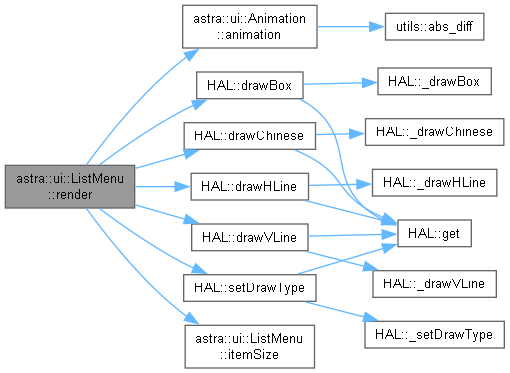 astra::ui::ListMenu
::render
astra::ui::Animation
::animation
utils::abs_diff
HAL::drawBox
HAL::_drawBox
HAL::drawChinese
HAL::_drawChinese
HAL::drawHLine
HAL::_drawHLine
HAL::drawVLine
HAL::get
HAL::_drawVLine
HAL::setDrawType
HAL::_setDrawType
astra::ui::ListMenu
::itemSize